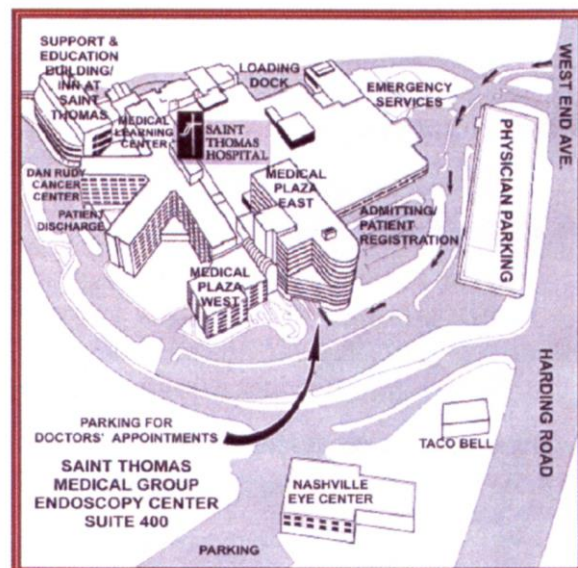 SUPPORT &
EDUCATION
BUILDING/
INN AT
SAINT
THOMAS
LOADING
DOCK
EMERGENCY
SERVICES
WEST END AVE.
MEDICAL
LEARNING
CENTER
SAINT
THOMAS
HOSPITAL
PHYSICIAN PARKING
DAN RUDY
CANCER
CENTER
MEDICAL
PLAZA
EAST
PATIENT
DISCHARGE
ADMITTING/
PATIENT
REGISTRATION
MEDICAL
PLAZA
WEST
HARDING ROAD
PARKING FOR
DOCTORS' APPOINTMENTS
TACO BELL
SAINT THOMAS
MEDICAL GROUP
ENDOSCOPY CENTER
SUITE 400
NASHVILLE
EYE CENTER
PARKING